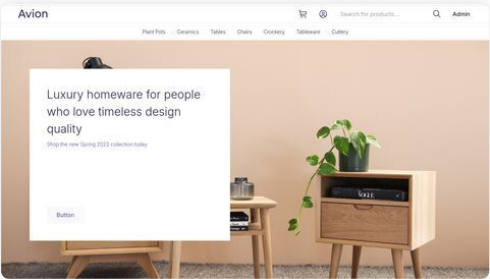 Avion
Search for products...
Admin
Plant Pots Ceramics Tables Chairs Crockery Tableware Cutlery
Luxury homeware for people
who love timeless design
quality
Shop the new Spring 2022 collection today
Button
VOGUE